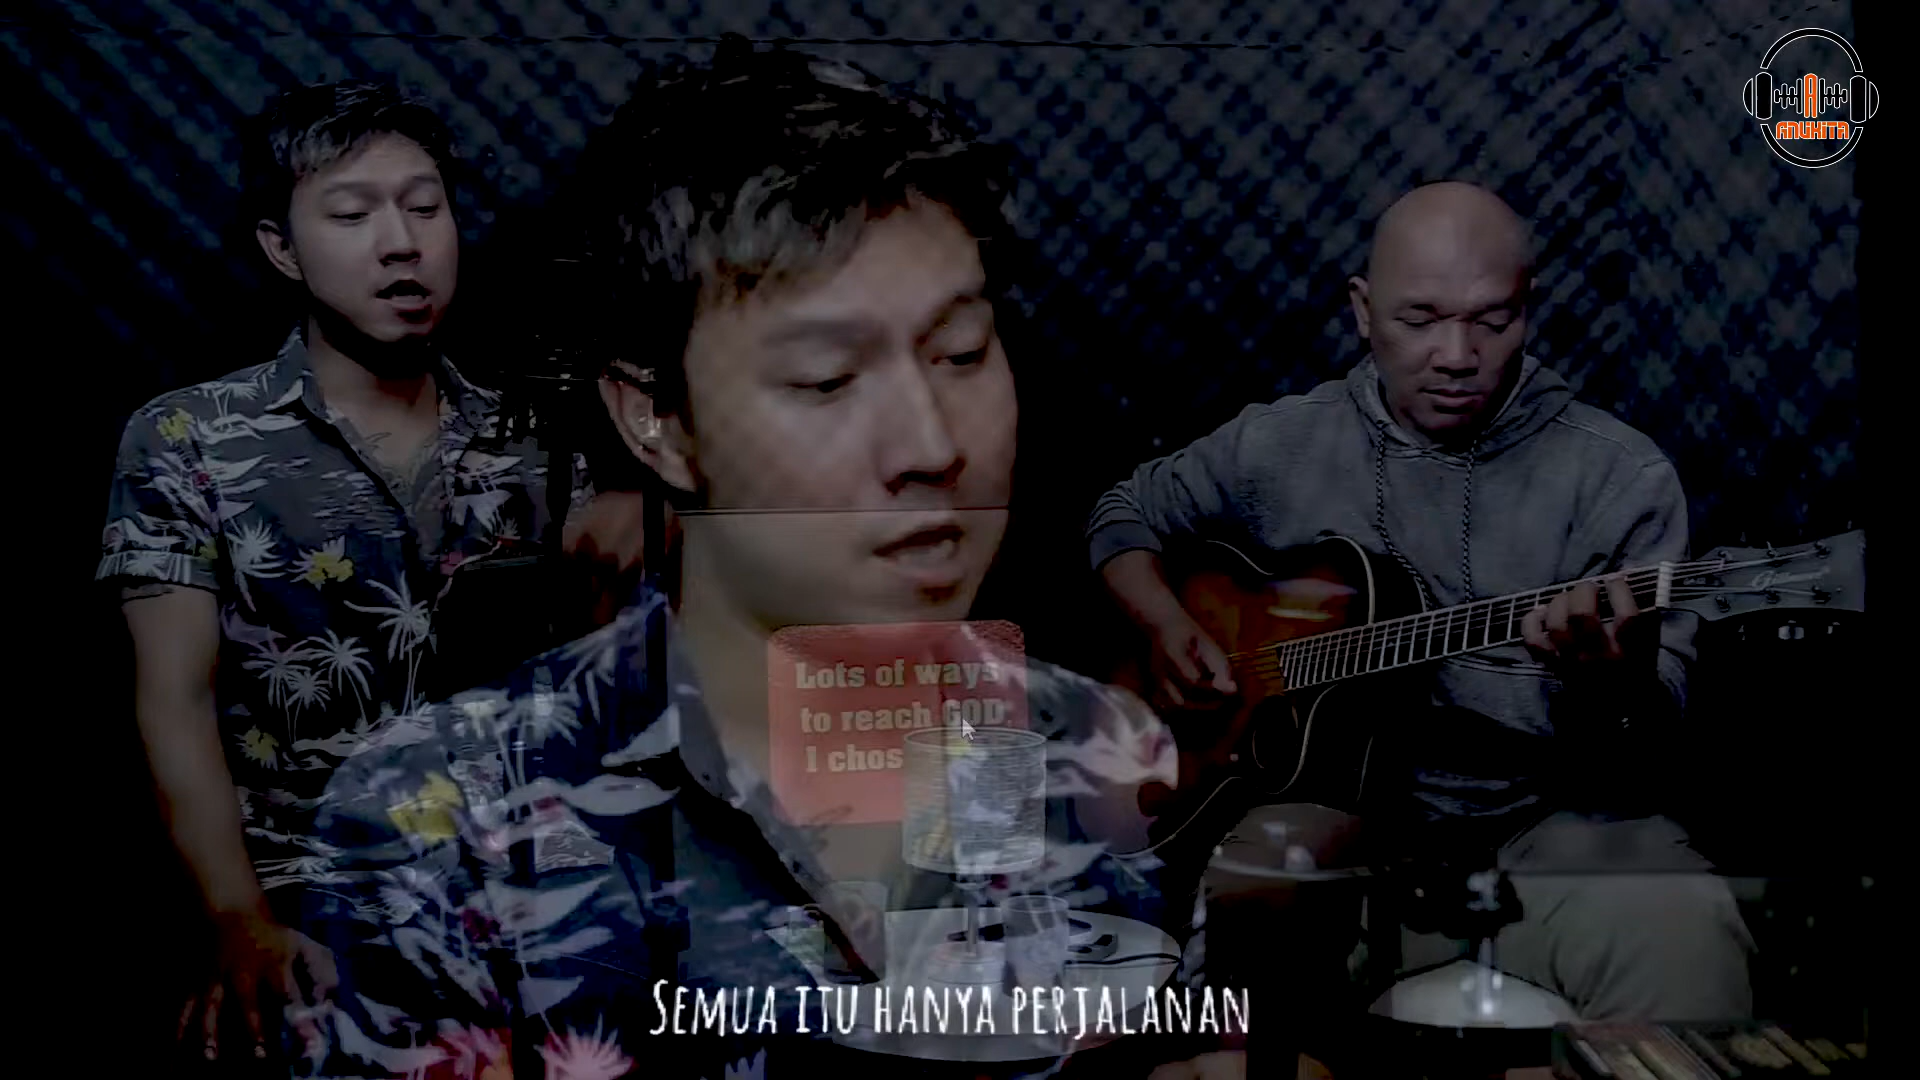 A
ANUKITA
Lots of ways
to reach GOD,
I chos
SEMUA ITU HANYA PERJALANAN